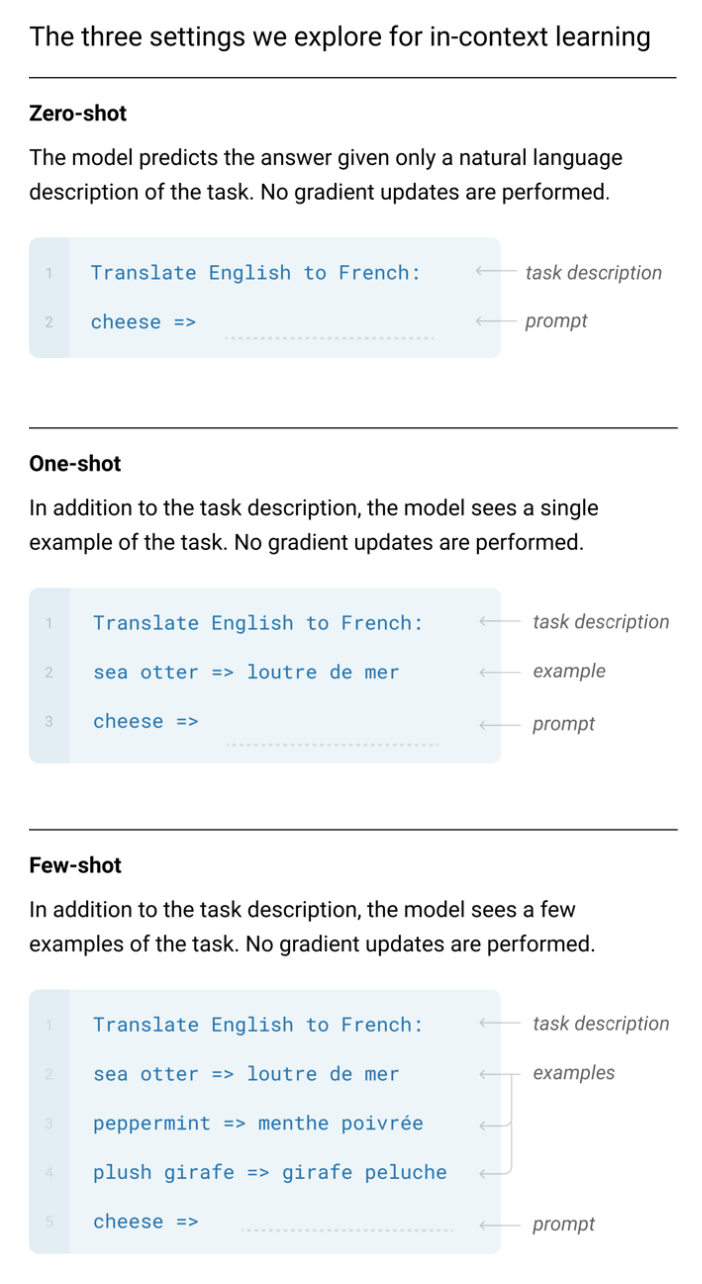 The three settings we explore for in-context learning
Zero-shot
The model predicts the answer given only a natural language
description of the task. No gradient updates are performed.
1 Translate English to French: task description
2 cheese => prompt
One-shot
In addition to the task description, the model sees a single
example of the task. No gradient updates are performed.
1 Translate English to French: task description
2 sea otter => loutre de mer example
3 cheese => prompt
Few-shot
In addition to the task description, the model sees a few
examples of the task. No gradient updates are performed.
1 Translate English to French: task description
2 sea otter => loutre de mer examples
3 peppermint => menthe poivrée
4 plush girafe => girafe peluche
5 cheese => prompt